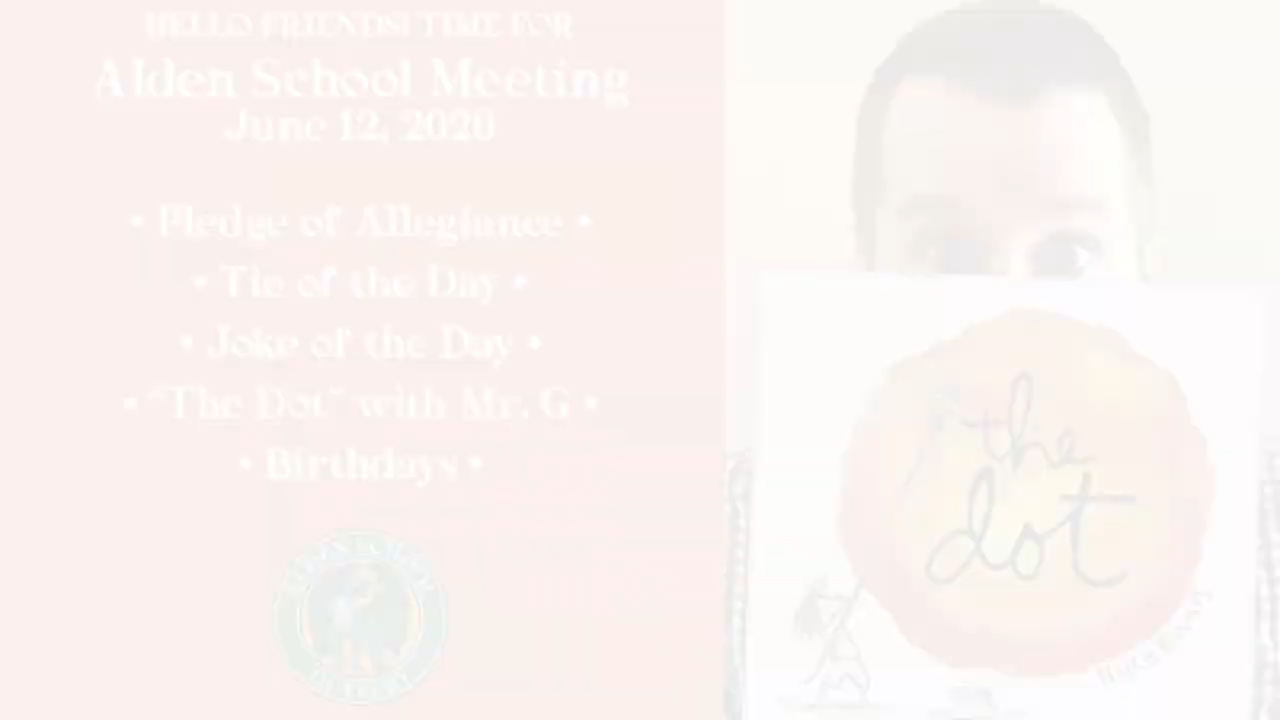 HELLO FRIENDS! TIME FOR
Alden School Meeting
June 12, 2020
• Pledge of Allegiance •
• Tie of the Day •
• Joke of the Day •
• "The Dot" with Mr. G •
• Birthdays •
the
dot